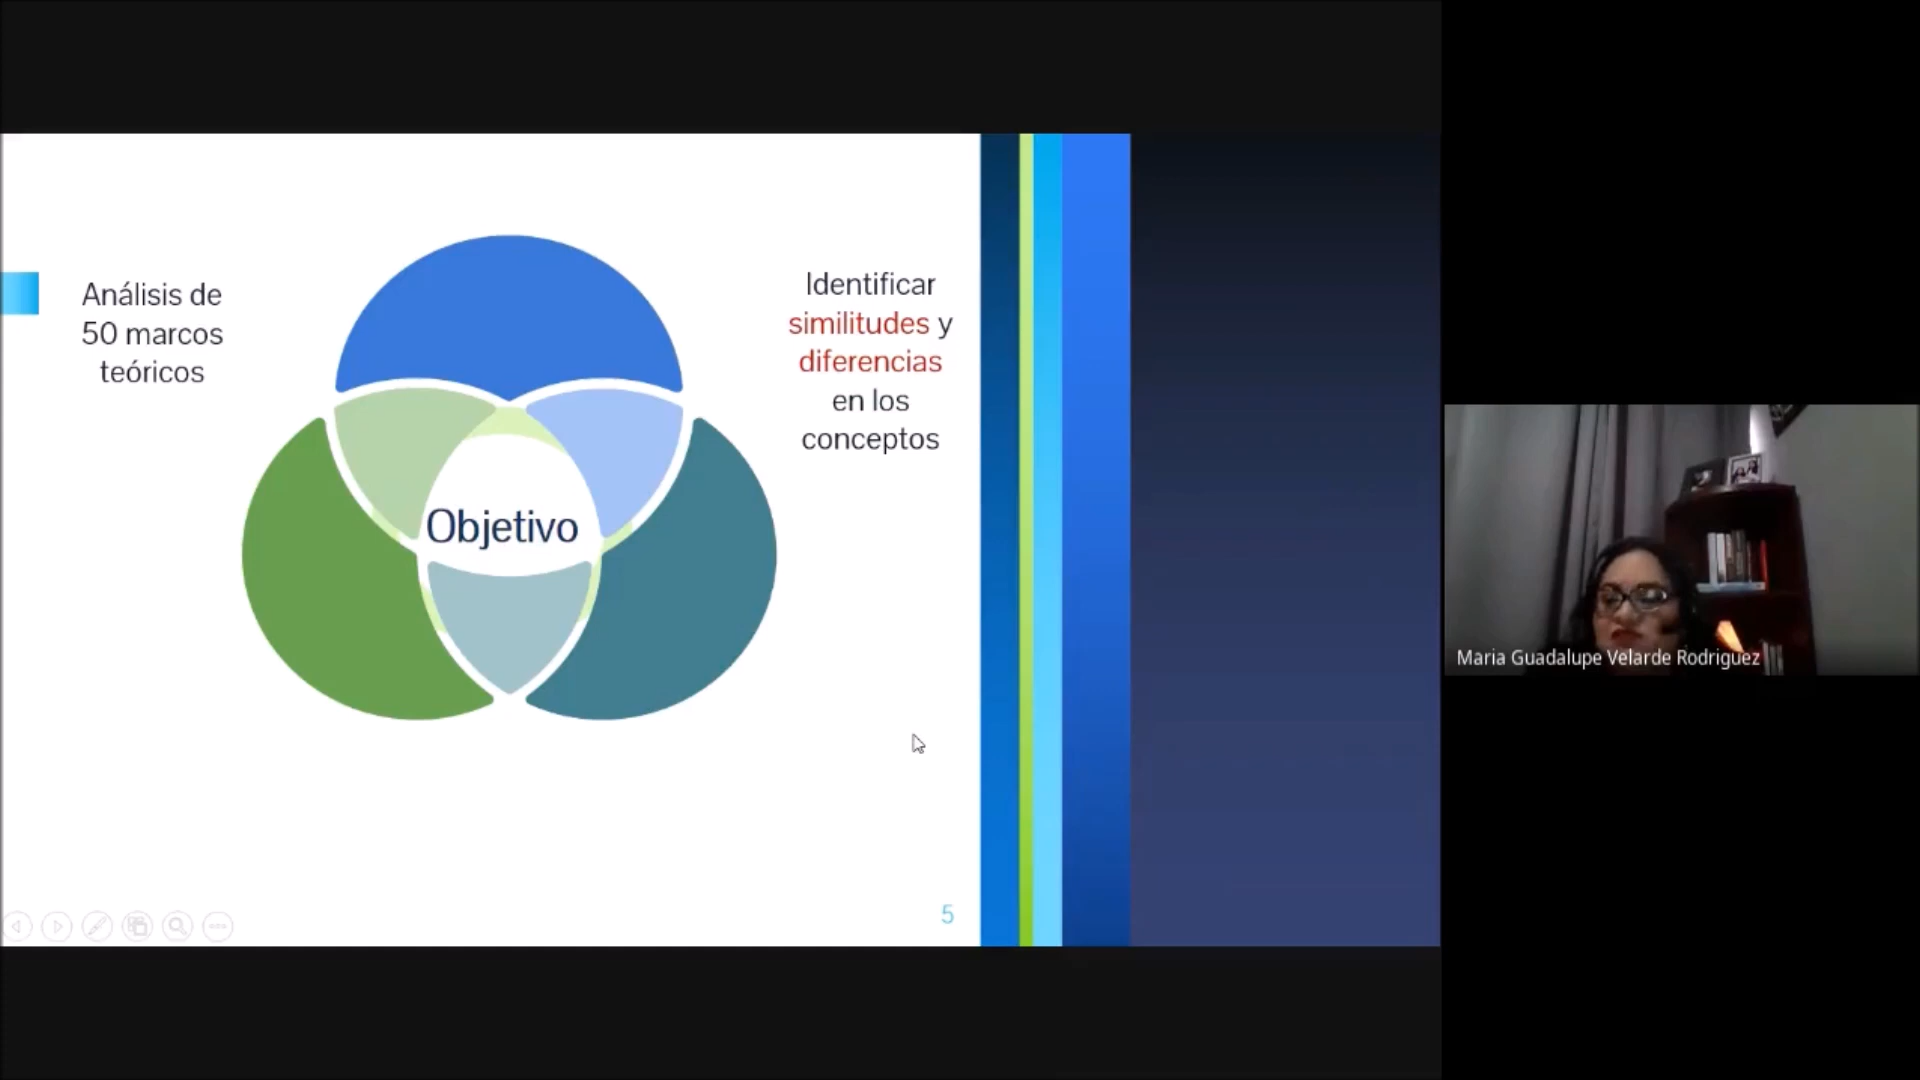 Análisis de
50 marcos
teóricos
Objetivo
Identificar
similitudes y
diferencias
en los
conceptos
5
Maria Guadalupe Velarde Rodriguez